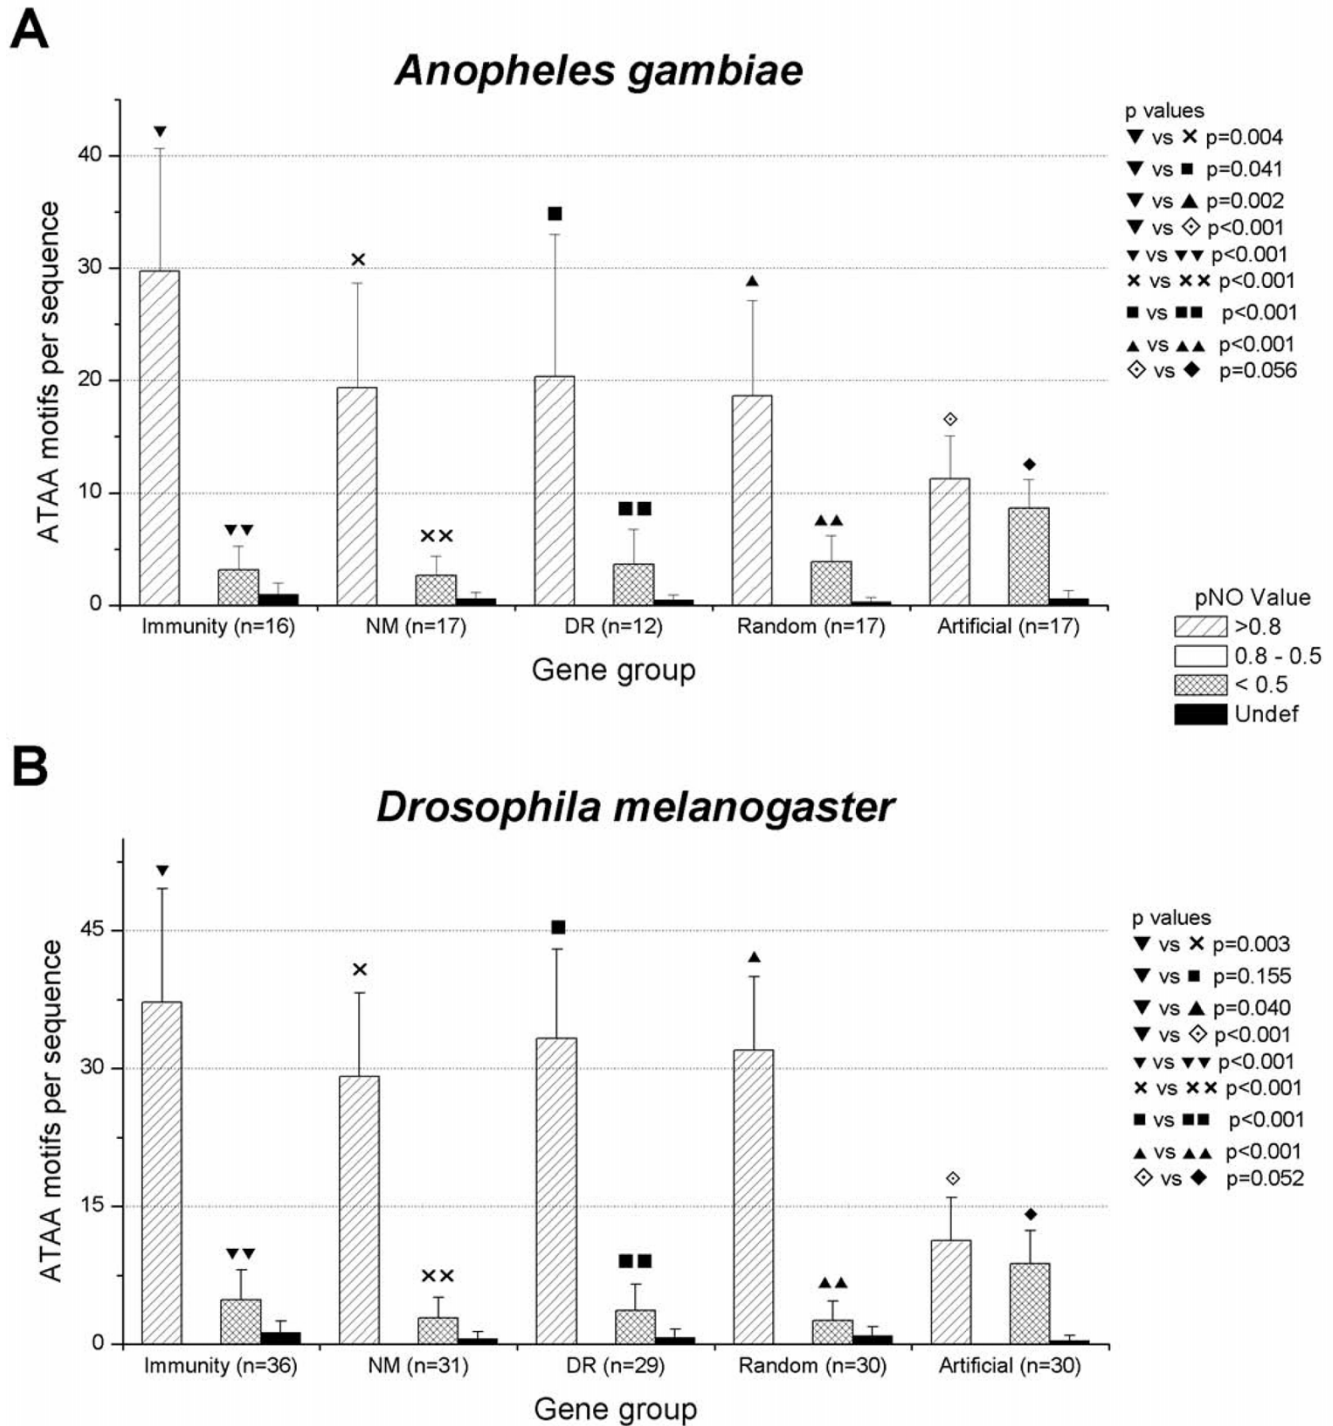 A
Anopheles gambiae
ATAA motifs per sequence
40
30
20
10
0
Immunity (n=16)
NM (n=17)
DR (n=12)
Random (n=17)
Artificial (n=17)
Gene group
p values
▼ vs ✕ p=0.004
▼ vs ■ p=0.041
▼ vs ▲ p=0.002
▼ vs ◈ p<0.001
▼ vs ▼▼ p<0.001
✕ vs ✕✕ p<0.001
■ vs ■■ p<0.001
▲ vs ▲▲ p<0.001
◈ vs ◆ p=0.056
pNO Value
>0.8
0.8 - 0.5
< 0.5
Undef
B
Drosophila melanogaster
ATAA motifs per sequence
45
30
15
0
Immunity (n=36)
NM (n=31)
DR (n=29)
Random (n=30)
Artificial (n=30)
Gene group
p values
▼ vs ✕ p=0.003
▼ vs ■ p=0.155
▼ vs ▲ p=0.040
▼ vs ◈ p<0.001
▼ vs ▼▼ p<0.001
✕ vs ✕✕ p<0.001
■ vs ■■ p<0.001
▲ vs ▲▲ p<0.001
◈ vs ◆ p=0.052